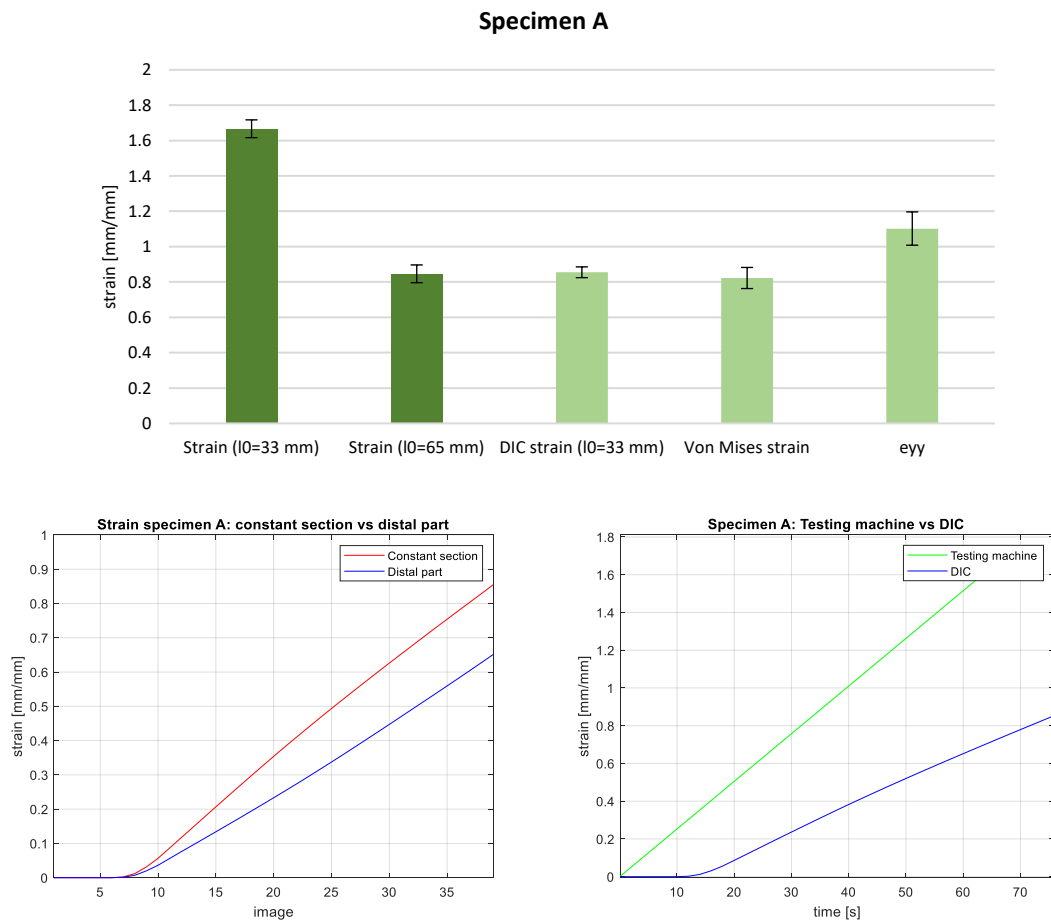 Specimen A
2
1.8
1.6
1.4
1.2
1
0.8
0.6
0.4
0.2
0
strain [mm/mm]
Strain (l0=33 mm)
Strain (l0=65 mm)
DIC strain (l0=33 mm)
Von Mises strain
eyy
Strain specimen A: constant section vs distal part
1
0.9
0.8
0.7
0.6
0.5
0.4
0.3
0.2
0.1
0
strain [mm/mm]
Constant section
Distal part
5
10
15
20
25
30
35
image
Specimen A: Testing machine vs DIC
1.8
1.6
1.4
1.2
1
0.8
0.6
0.4
0.2
0
strain [mm/mm]
Testing machine
DIC
10
20
30
40
50
60
70
time [s]